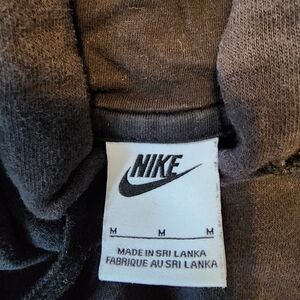 NIKE
M M M
MADE IN SRI LANKA
FABRIQUE AU SRI LANKA